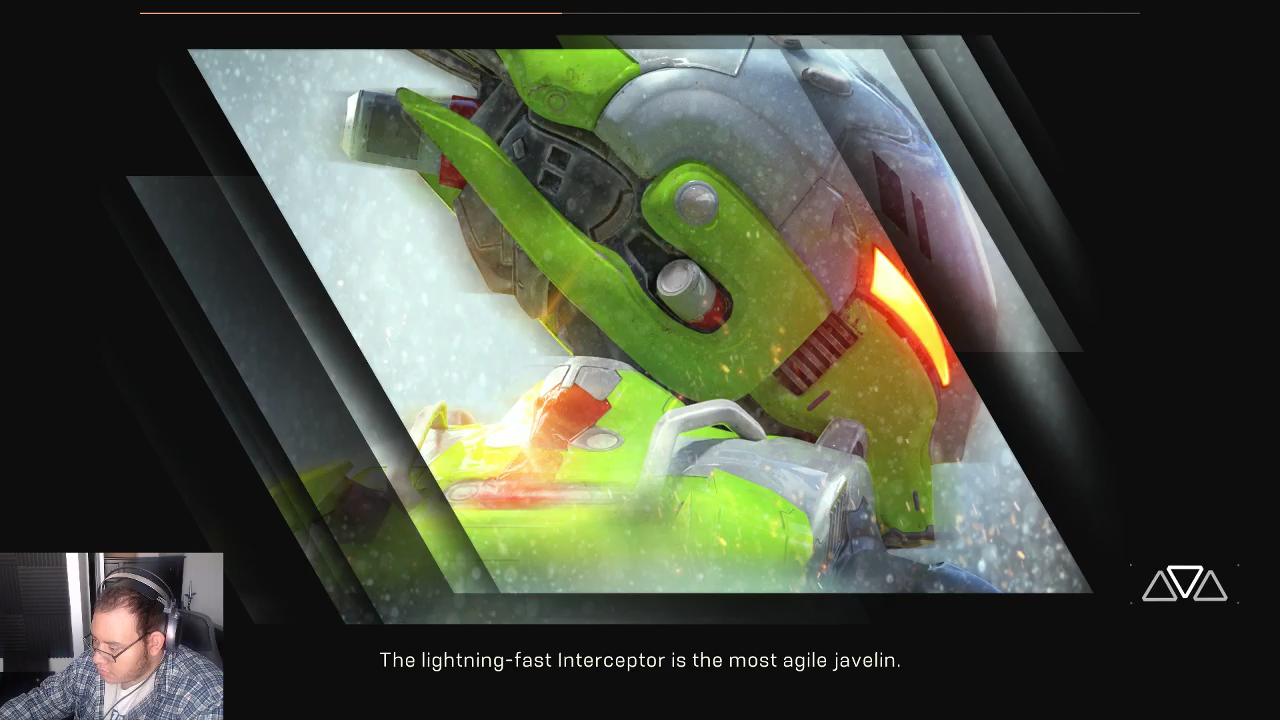 The lightning-fast Interceptor is the most agile javelin.